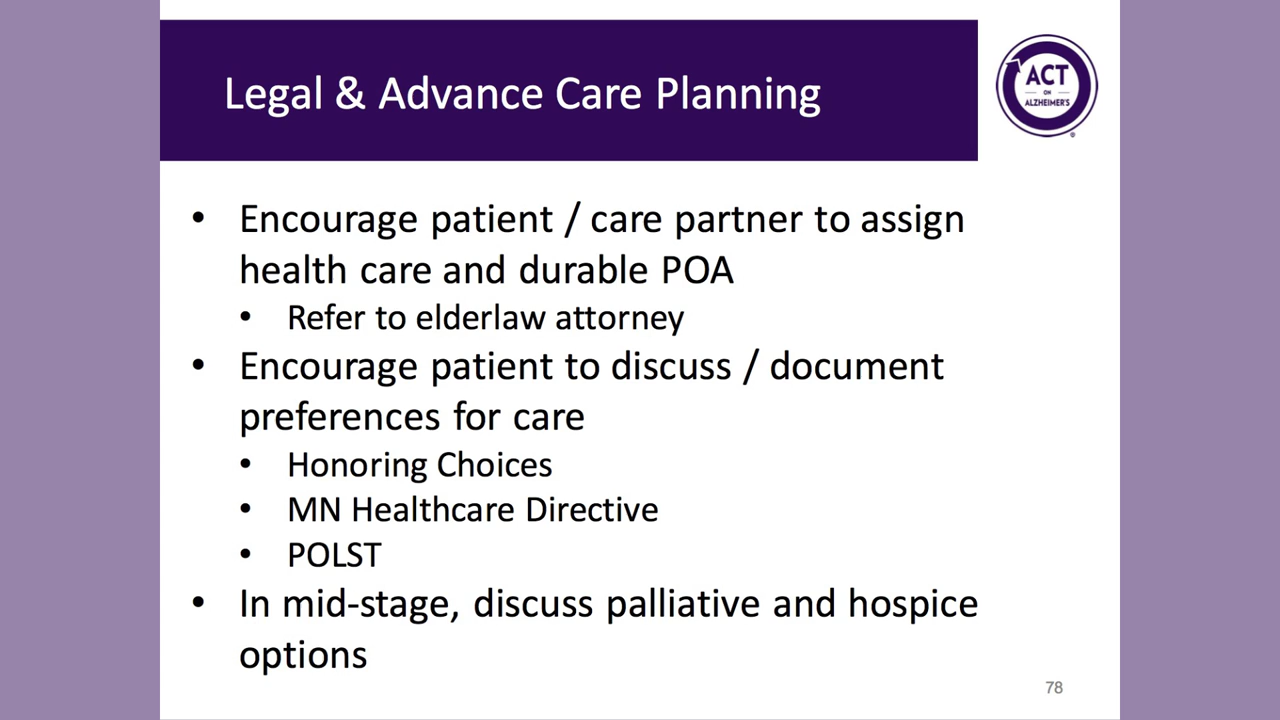 Legal & Advance Care Planning
ACT
ON
ALZHEIMER'S
®
• Encourage patient / care partner to assign
health care and durable POA
• Refer to elderlaw attorney
• Encourage patient to discuss / document
preferences for care
• Honoring Choices
• MN Healthcare Directive
• POLST
• In mid-stage, discuss palliative and hospice
options
78